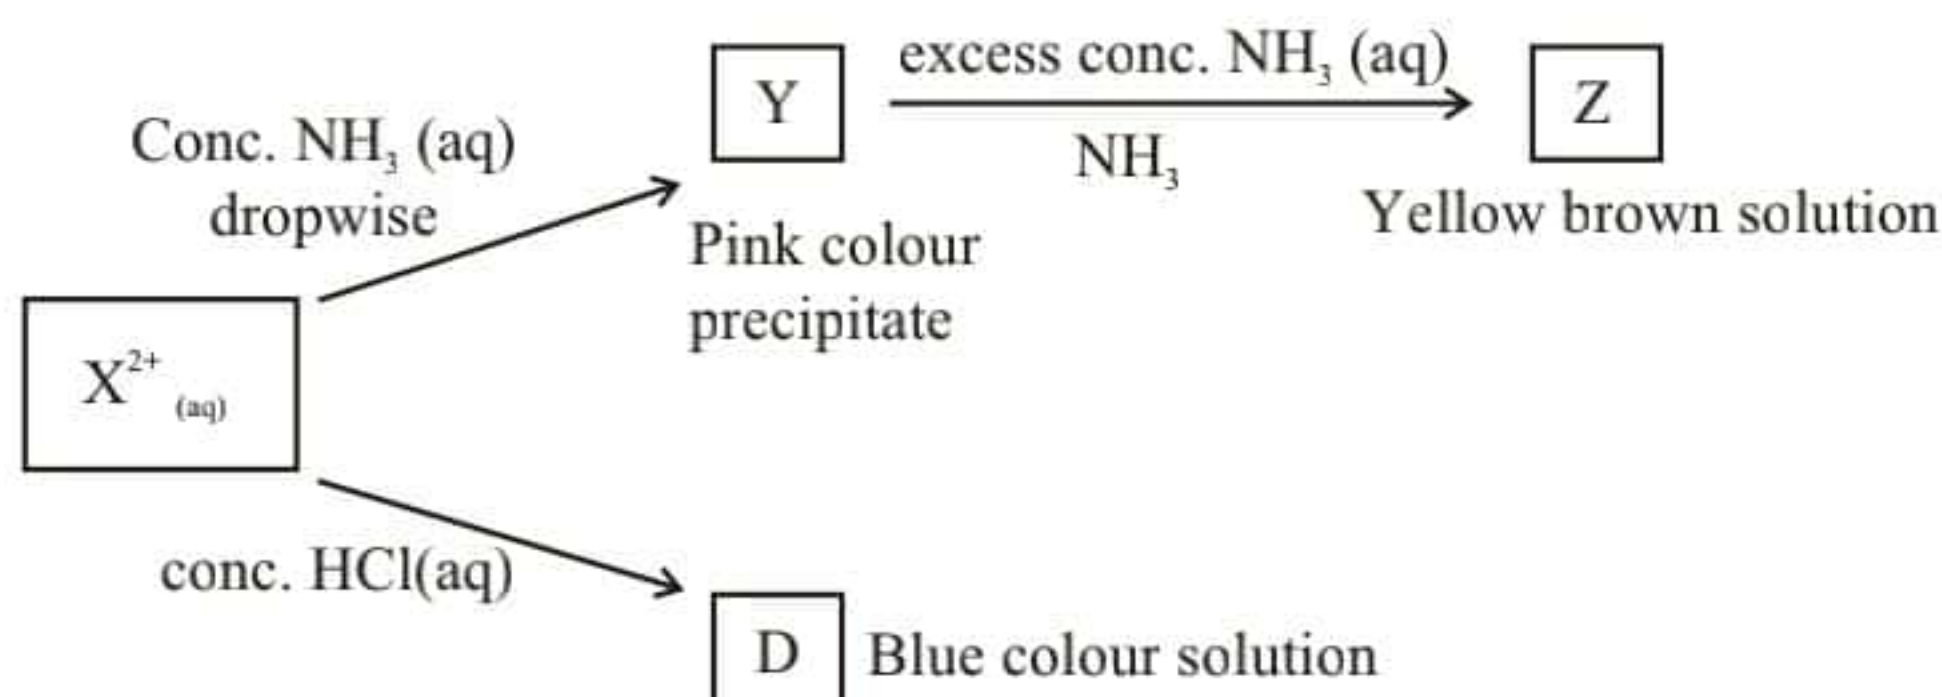 Y
excess conc. NH₃ (aq)
NH₃
Z
Conc. NH₃ (aq)
dropwise
Yellow brown solution
Pink colour
precipitate
X²⁺ (aq)
conc. HCl(aq)
D
Blue colour solution